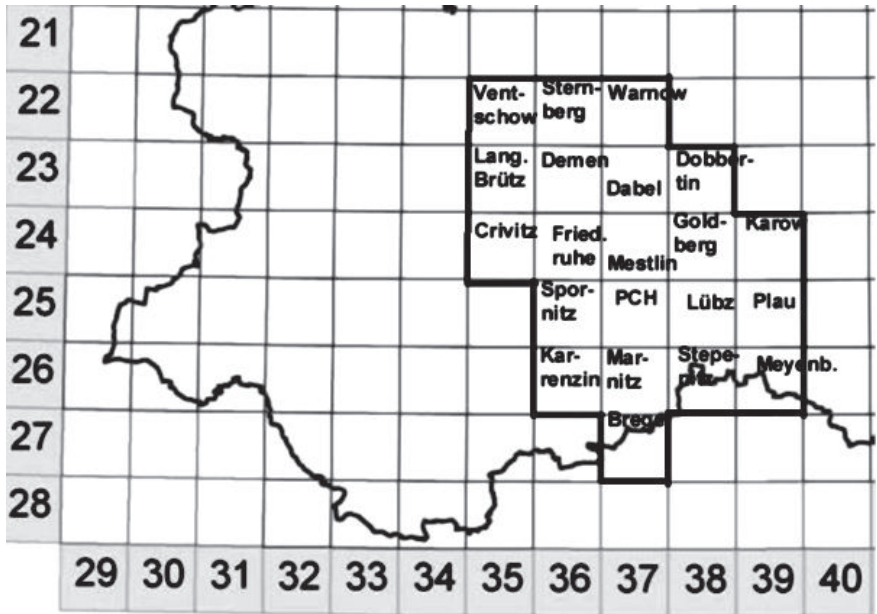 21
22
Vent-
schow
Stern-
berg
Warnow
23
Lang.
Brütz
Demen
Dabel
Dobber-
tin
24
Crivitz
Fried.
ruhe
Mestlin
Gold-
berg
Karow
25
Spor-
nitz
PCH
Lübz
Plau
26
Kar-
renzin
Mar-
nitz
Stepe-
nitz
Meyenb.
27
28
29 30 31 32 33 34 35 36 37 38 39 40